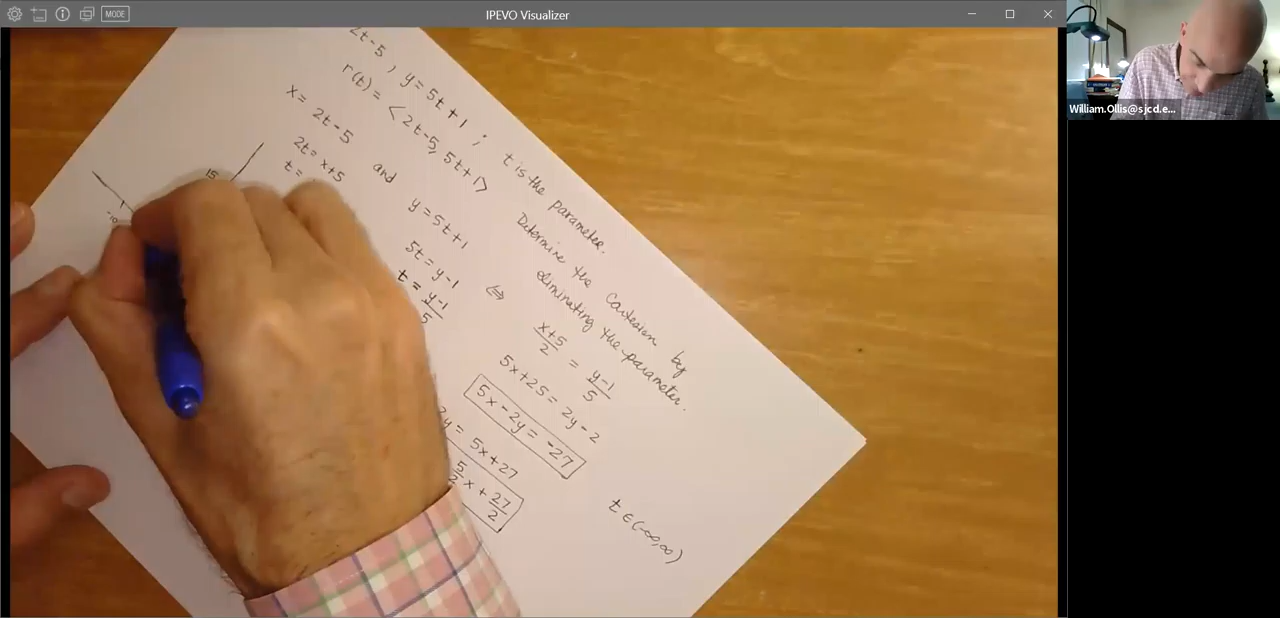 MODE
IPEVO Visualizer
William.Ollis@sjcd.e...
2t-5, y = 5t+1 ; t is the parameter.
r(t) = ⟨2t-5, 5t+1⟩
Determine the Cartesian by
eliminating the parameter.
x = 2t-5 and y = 5t+1
2t = x+5
t =
5t = y-1
t = (y-1)/5
⇔
(x+5)/2 = (y-1)/5
5x+25 = 2y-2
5x-2y = -27
2y = 5x+27
5/2 x + 27/2
t ∈ (-∞,∞)
15
-10